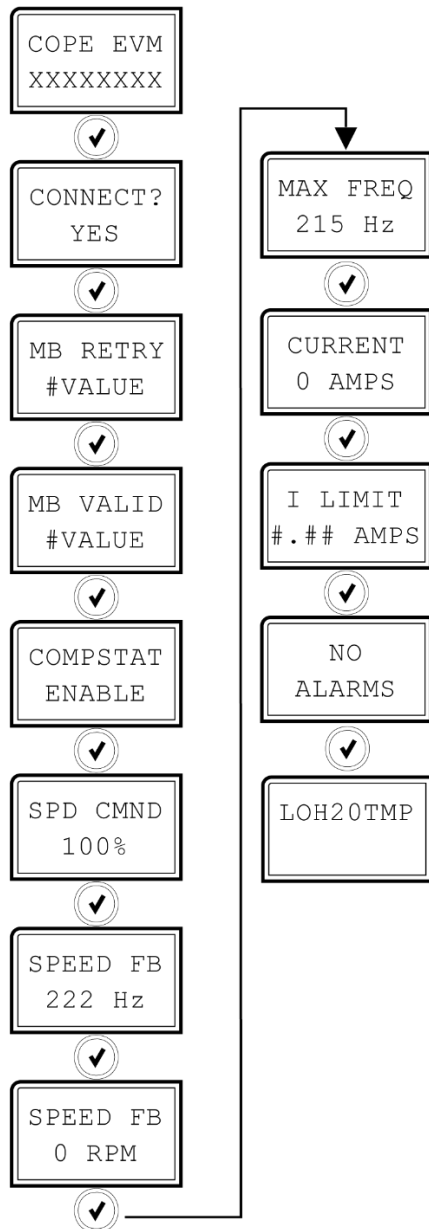 COPE EVM
XXXXXXXX
CONNECT?
YES
MB RETRY
#VALUE
MB VALID
#VALUE
COMPSTAT
ENABLE
SPD CMND
100%
SPEED FB
222 Hz
SPEED FB
0 RPM
MAX FREQ
215 Hz
CURRENT
0 AMPS
I LIMIT
#.## AMPS
NO
ALARMS
LOH20TMP